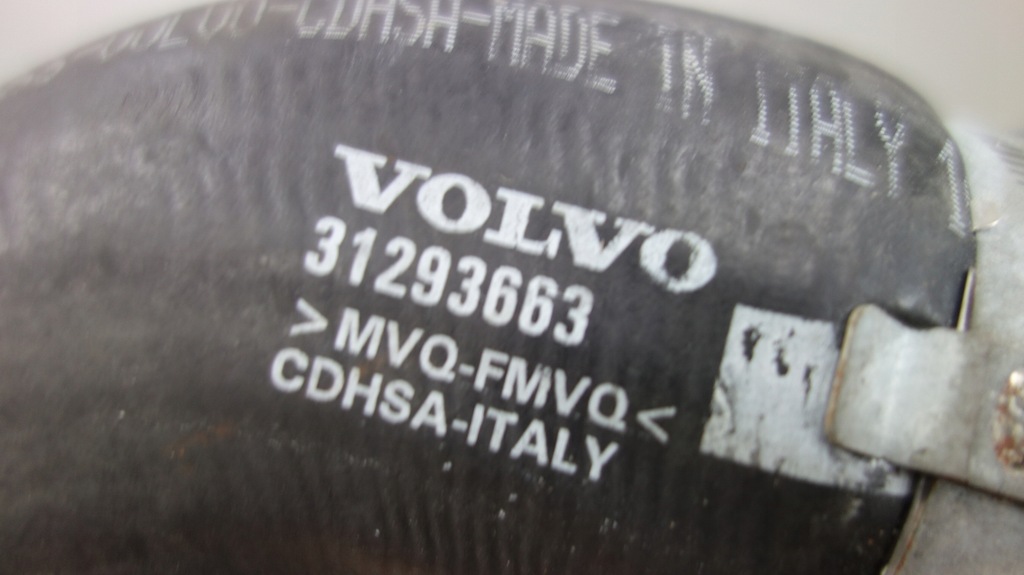 -CDHSA-MADE IN ITALY
VOLVO
31293663
>MVQ-FMVQ<
CDHSA-ITALY